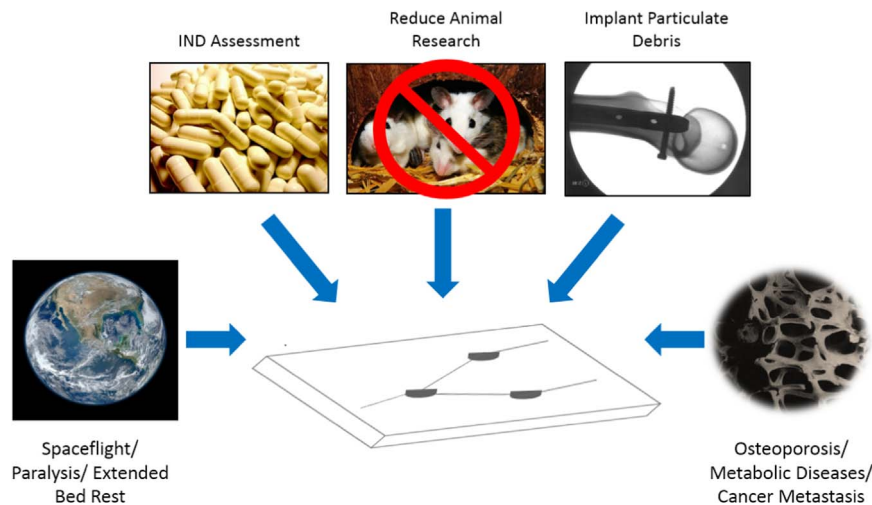 IND Assessment
Reduce Animal
Research
Implant Particulate
Debris
Spaceflight/
Paralysis/ Extended
Bed Rest
Osteoporosis/
Metabolic Diseases/
Cancer Metastasis